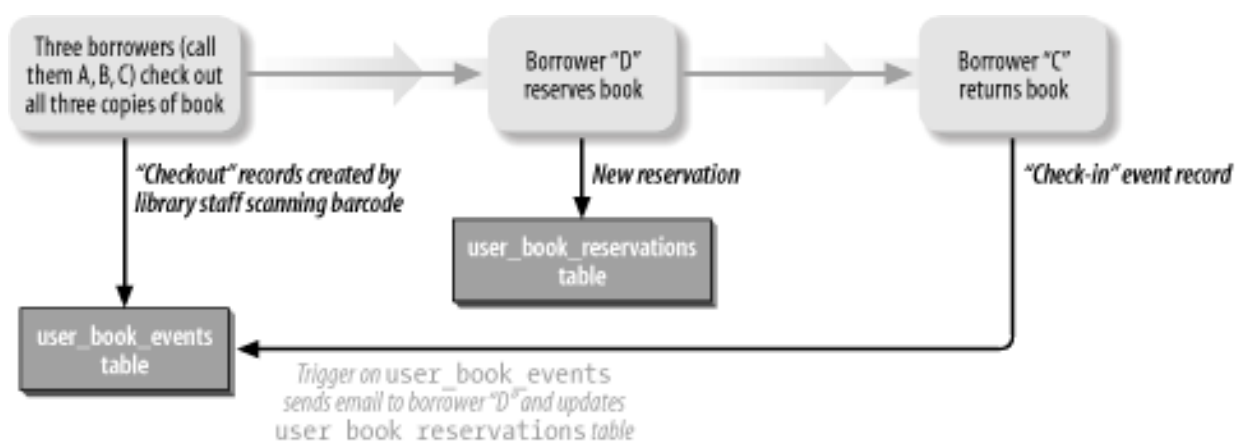 Three borrowers (call
them A, B, C) check out
all three copies of book
Borrower “D”
reserves book
Borrower “C”
returns book
“Checkout” records created by
library staff scanning barcode
New reservation
“Check-in” event record
user_book_reservations
table
user_book_events
table
Trigger on user_book_events
sends email to borrower “D” and updates
user book reservations table